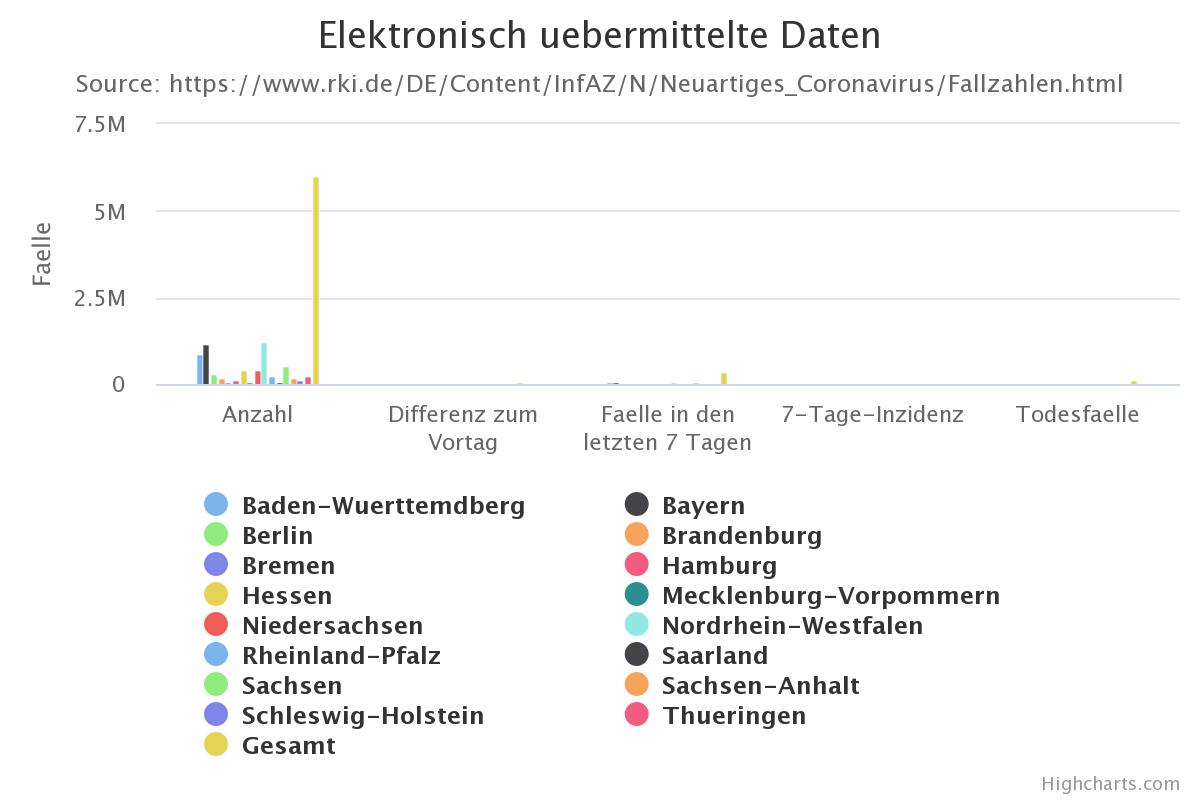 Elektronisch uebermittelte Daten
Source: https://www.rki.de/DE/Content/InfAZ/N/Neuartiges_Coronavirus/Fallzahlen.html
7.5M
5M
2.5M
0
Faelle
Anzahl
Differenz zum
Vortag
Faelle in den
letzten 7 Tagen
7-Tage-Inzidenz
Todesfaelle
Baden-Wuerttemdberg
Bayern
Berlin
Brandenburg
Bremen
Hamburg
Hessen
Mecklenburg-Vorpommern
Niedersachsen
Nordrhein-Westfalen
Rheinland-Pfalz
Saarland
Sachsen
Sachsen-Anhalt
Schleswig-Holstein
Thueringen
Gesamt
Highcharts.com